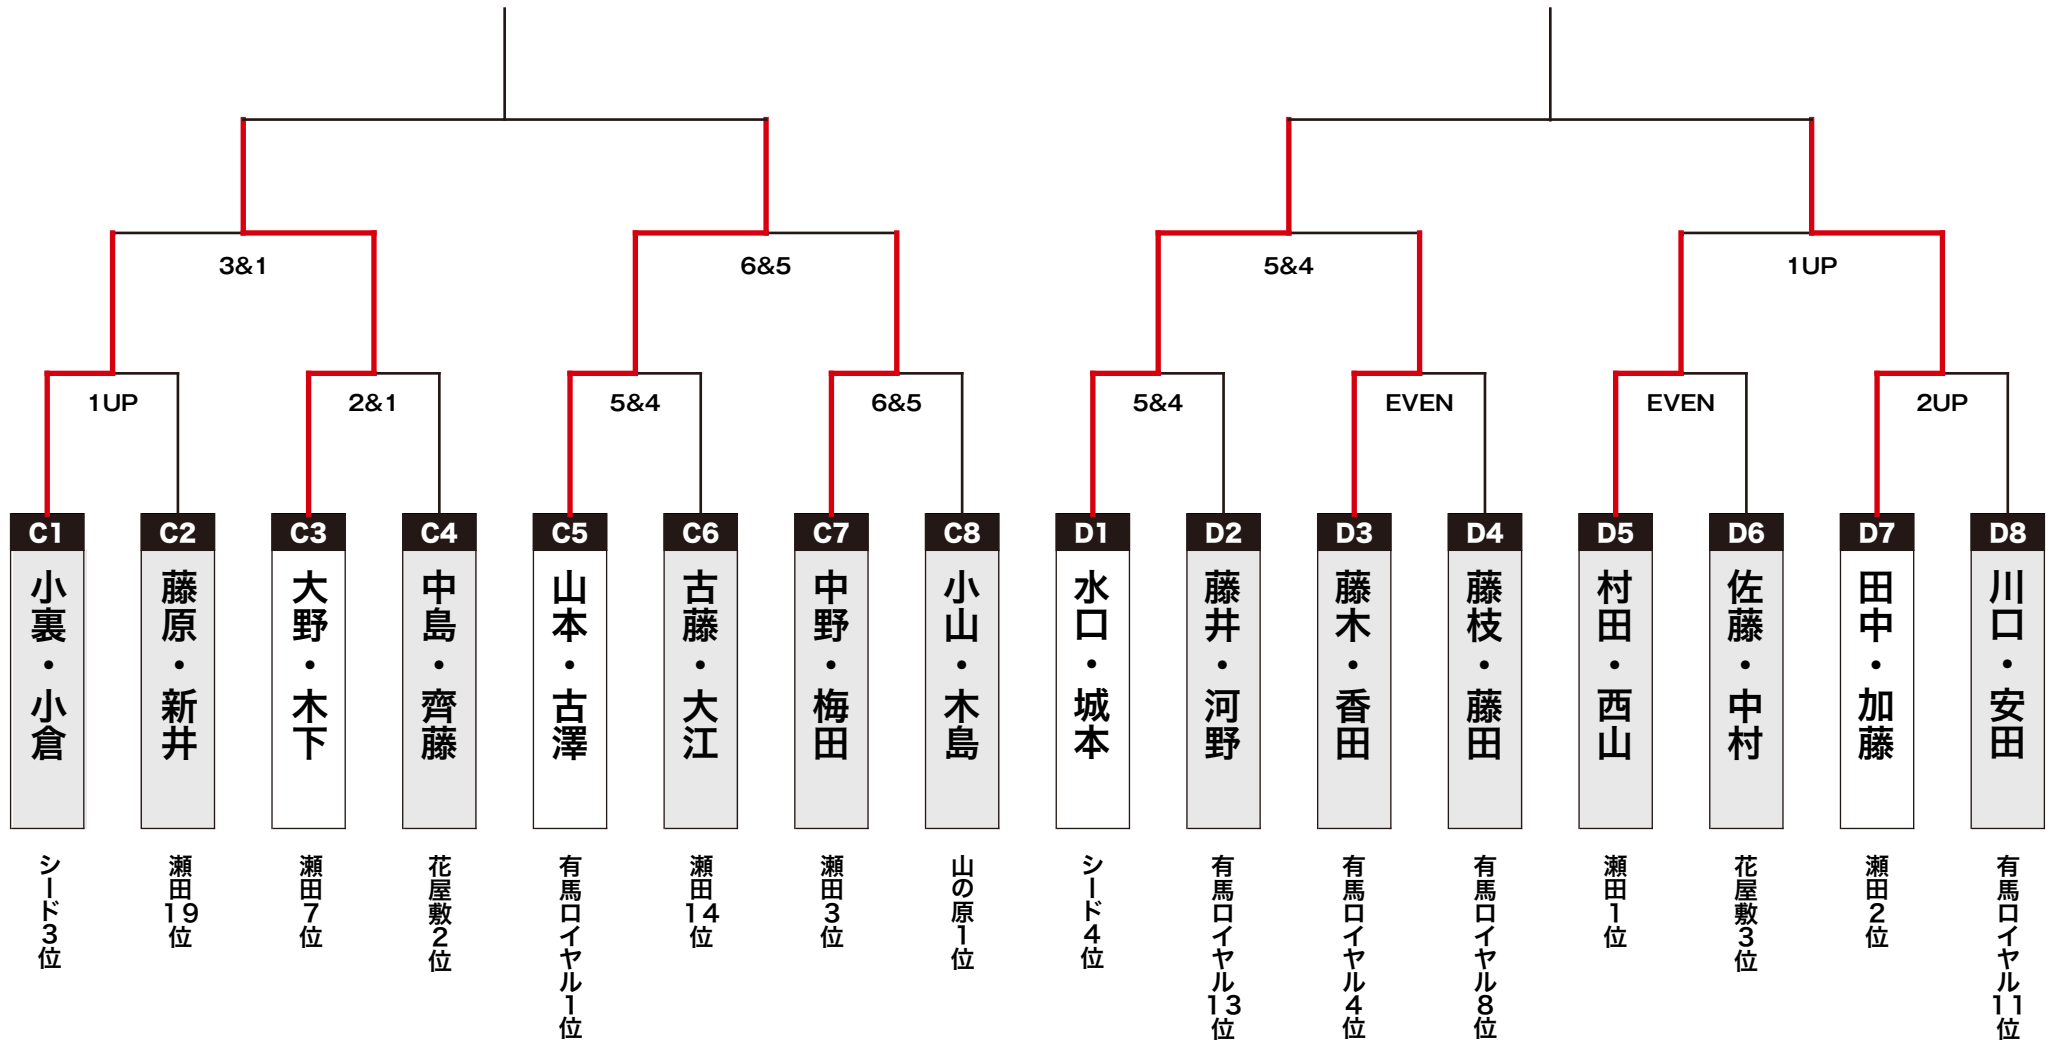 3&1
6&5
5&4
1UP
1UP
2&1
5&4
6&5
5&4
EVEN
EVEN
2UP
C1
小裏・小倉
シード3位
C2
藤原・新井
瀬田19位
C3
大野・木下
瀬田7位
C4
中島・齊藤
花屋敷2位
C5
山本・古澤
有馬ロイヤル1位
C6
古藤・大江
瀬田14位
C7
中野・梅田
瀬田3位
C8
小山・木島
山の原1位
D1
水口・城本
シード4位
D2
藤井・河野
有馬ロイヤル13位
D3
藤木・香田
有馬ロイヤル4位
D4
藤枝・藤田
有馬ロイヤル8位
D5
村田・西山
瀬田1位
D6
佐藤・中村
花屋敷3位
D7
田中・加藤
瀬田2位
D8
川口・安田
有馬ロイヤル11位